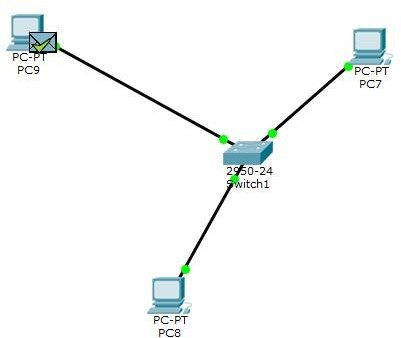 PC-PT
PC9
PC-PT
PC7
2950-24
Switch1
PC-PT
PC8